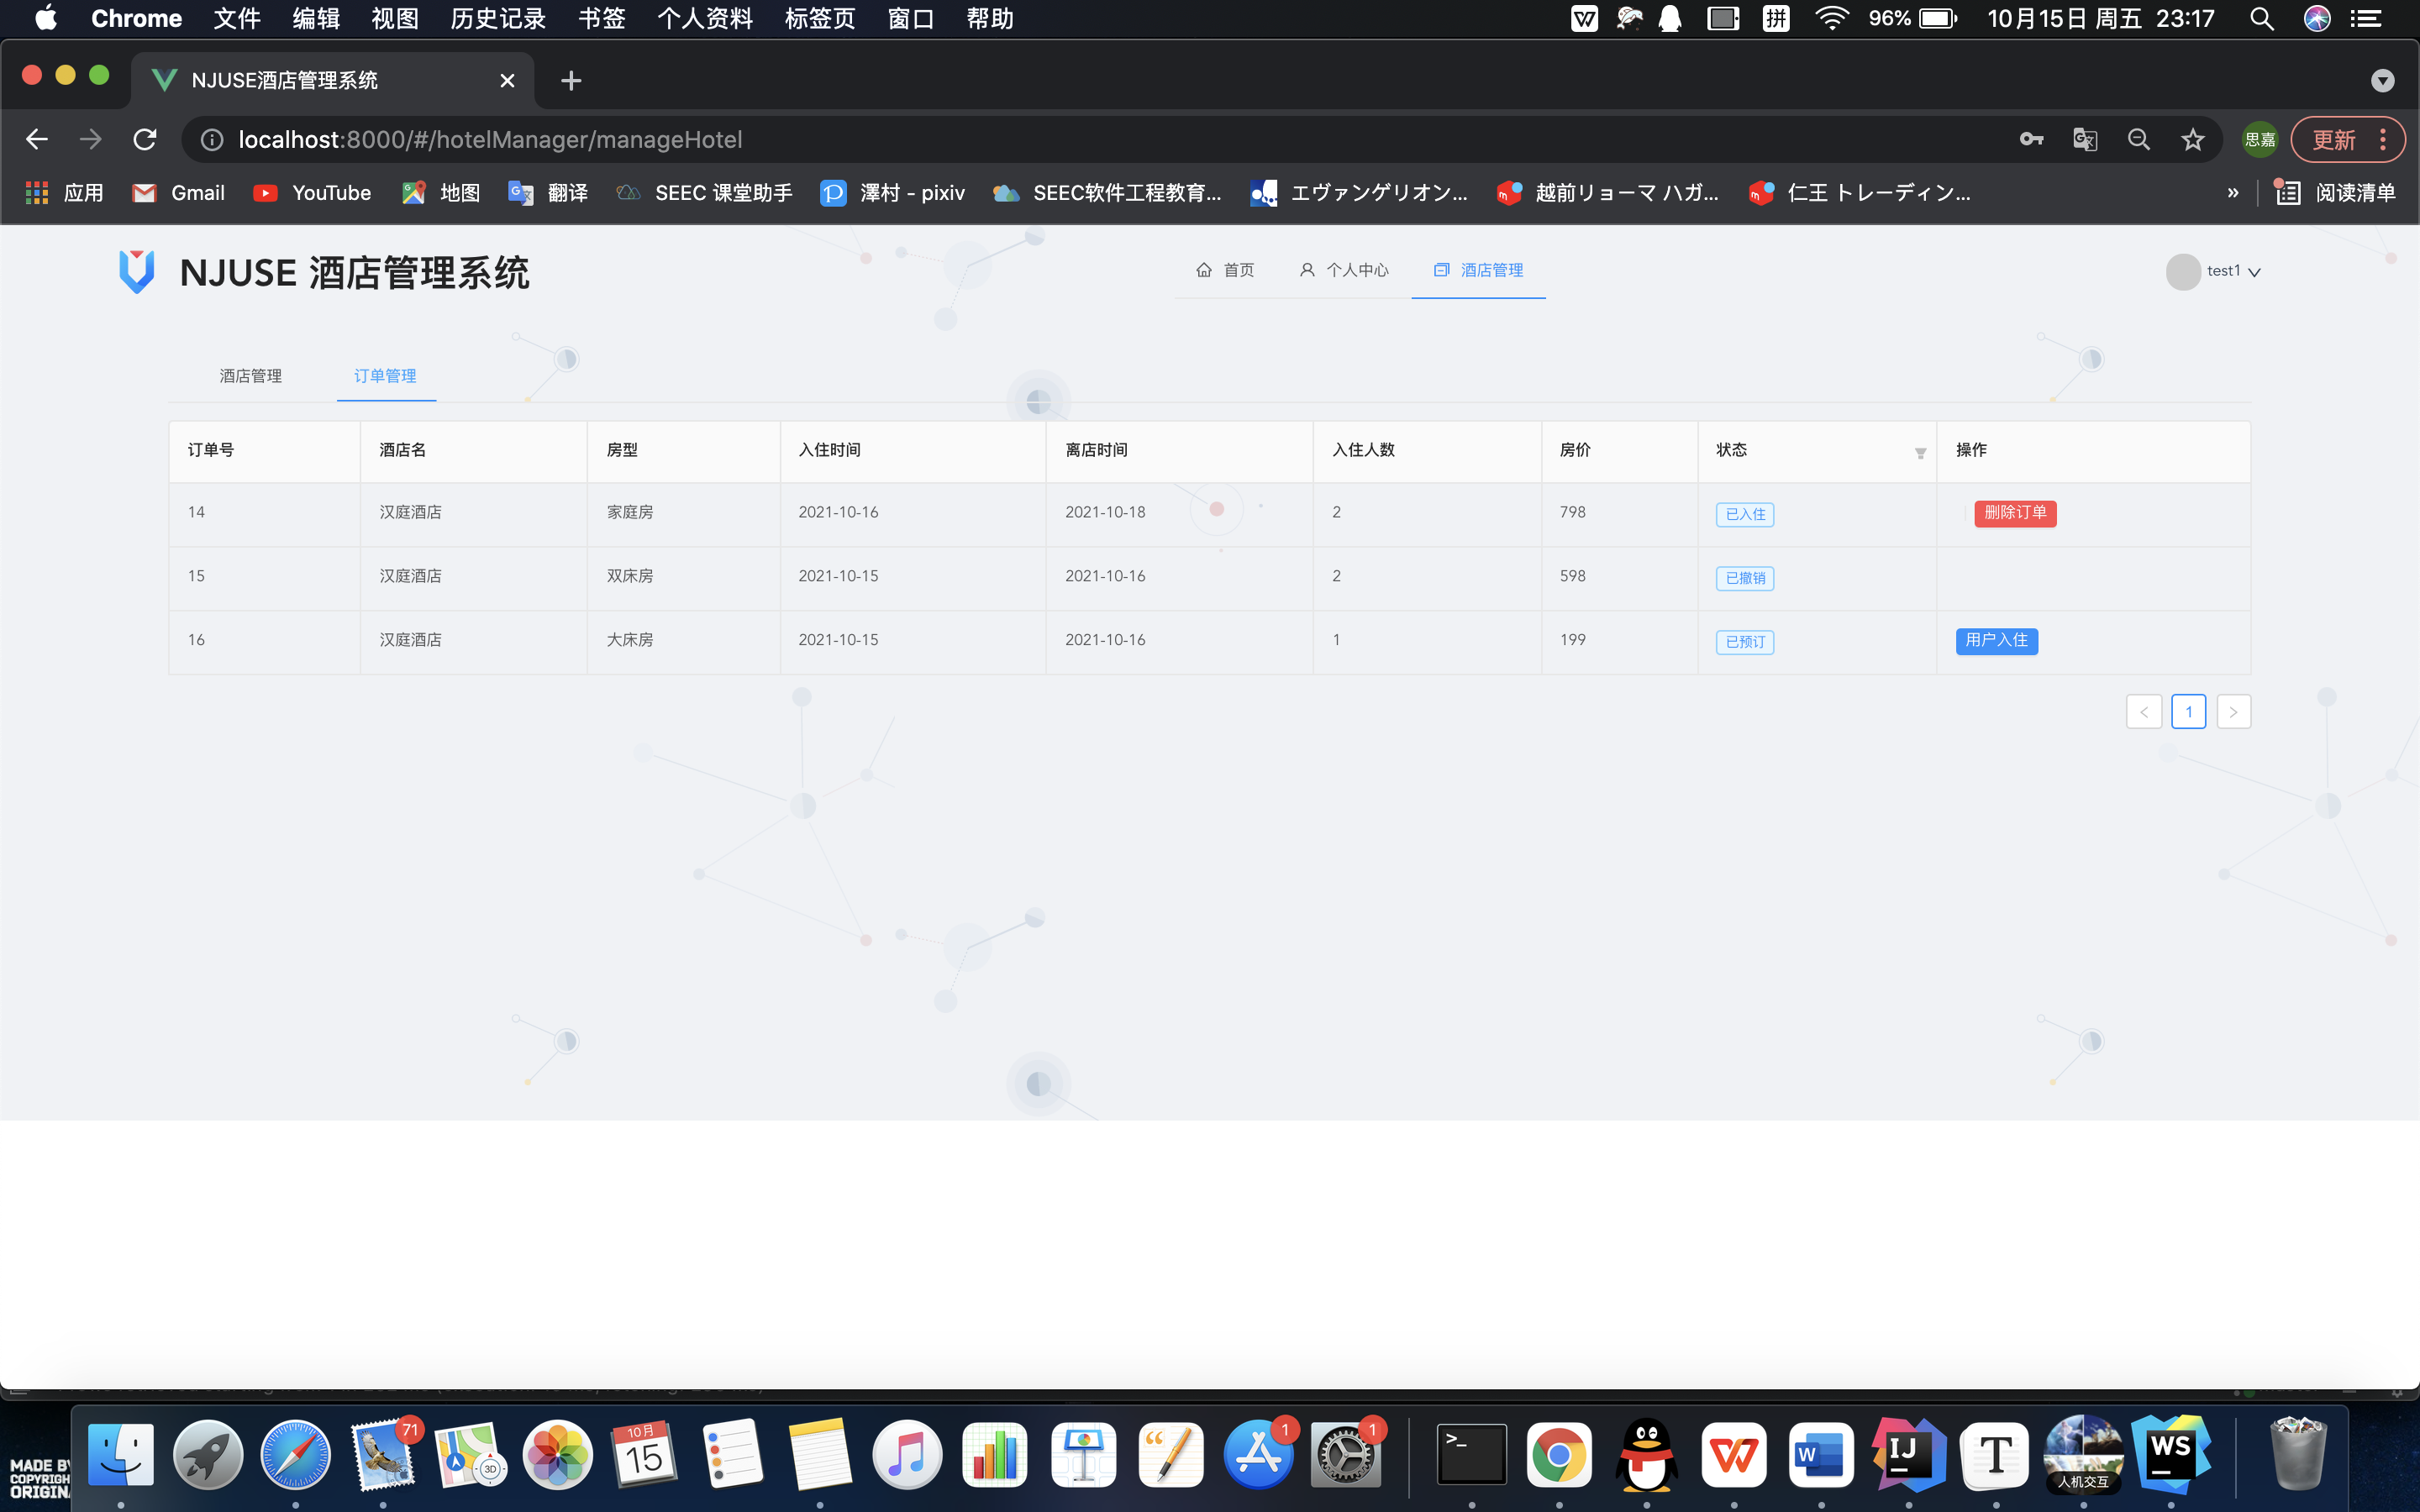 Chrome 文件 编辑 视图 历史记录 书签 个人资料 标签页 窗口 帮助 拼 96% 10月15日 周五 23:17
NJUSE酒店管理系统
localhost:8000/#/hotelManager/manageHotel 思嘉 更新
应用 Gmail YouTube 地图 翻译 SEEC 课堂助手 澤村 - pixiv SEEC软件工程教育... エヴァンゲリオン... 越前リョーマ ハガ... 仁王 トレーディン... » 阅读清单
NJUSE 酒店管理系统 首页 个人中心 酒店管理 test1
酒店管理 订单管理
订单号 酒店名 房型 入住时间 离店时间 入住人数 房价 状态 操作
14 汉庭酒店 家庭房 2021-10-16 2021-10-18 2 798 已入住 删除订单
15 汉庭酒店 双床房 2021-10-15 2021-10-16 2 598 已撤销
16 汉庭酒店 大床房 2021-10-15 2021-10-16 1 199 已预订 用户入住
< 1 >
71 10月 15 3D 1 1 >_ W IJ T 人机交互 WS
MADE BY
COPYRIGH
ORIGINA